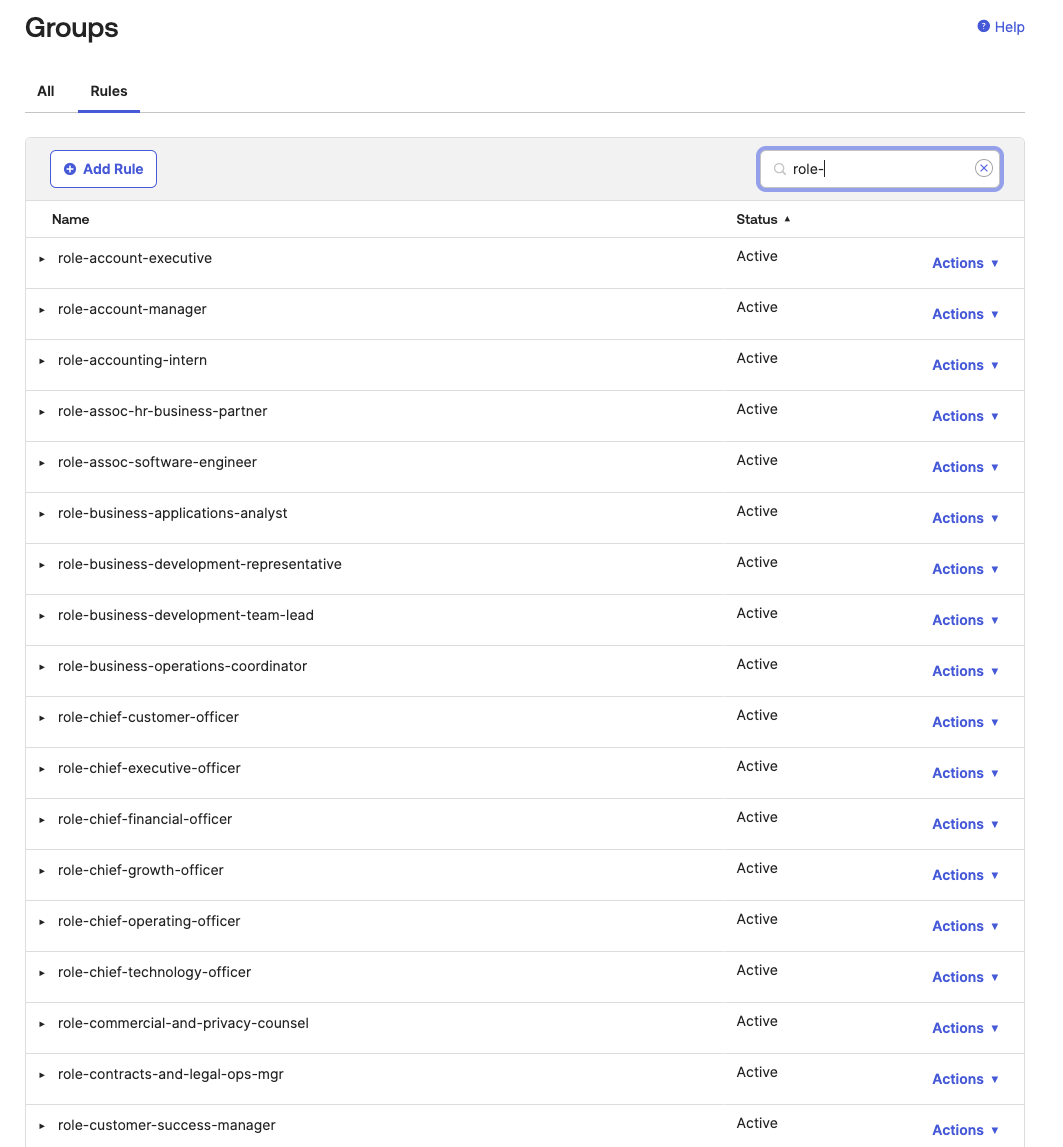 Groups
Help
All
Rules
Add Rule
role-
Name Status
role-account-executive Active Actions
role-account-manager Active Actions
role-accounting-intern Active Actions
role-assoc-hr-business-partner Active Actions
role-assoc-software-engineer Active Actions
role-business-applications-analyst Active Actions
role-business-development-representative Active Actions
role-business-development-team-lead Active Actions
role-business-operations-coordinator Active Actions
role-chief-customer-officer Active Actions
role-chief-executive-officer Active Actions
role-chief-financial-officer Active Actions
role-chief-growth-officer Active Actions
role-chief-operating-officer Active Actions
role-chief-technology-officer Active Actions
role-commercial-and-privacy-counsel Active Actions
role-contracts-and-legal-ops-mgr Active Actions
role-customer-success-manager Active Actions